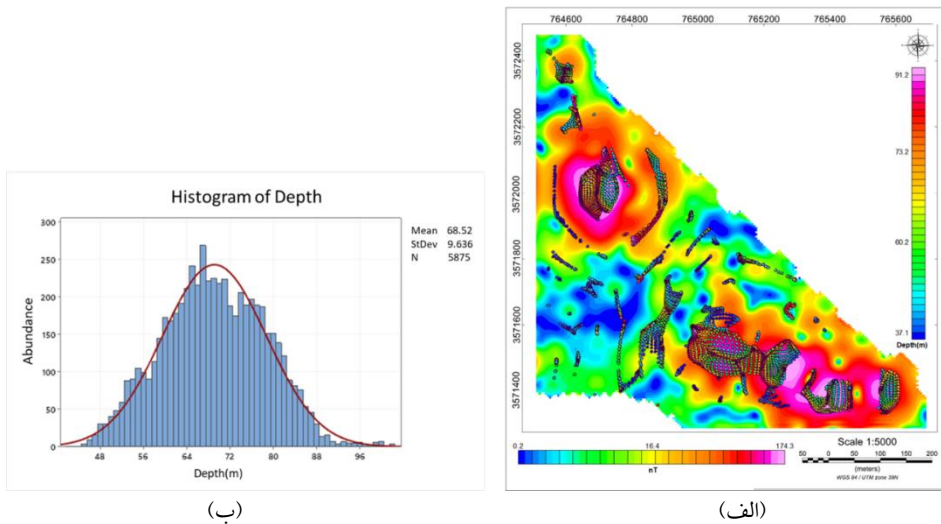 Histogram of Depth
Mean 68.52
StDev 9.636
N 5875
Abundance
300
250
200
150
100
50
0
48 56 64 72 80 88 96
Depth(m)
(ب)
764600 764800 765000 765200 765400 765600
3572400
3572200
3572000
3571800
3571600
3571400
91.2
73.2
60.2
37.1
Depth(m)
0.2 16.4 174.3
nT
Scale 1:5000
50 0 50 100 150 200
(meters)
WGS 84 / UTM zone 39N
(الف)